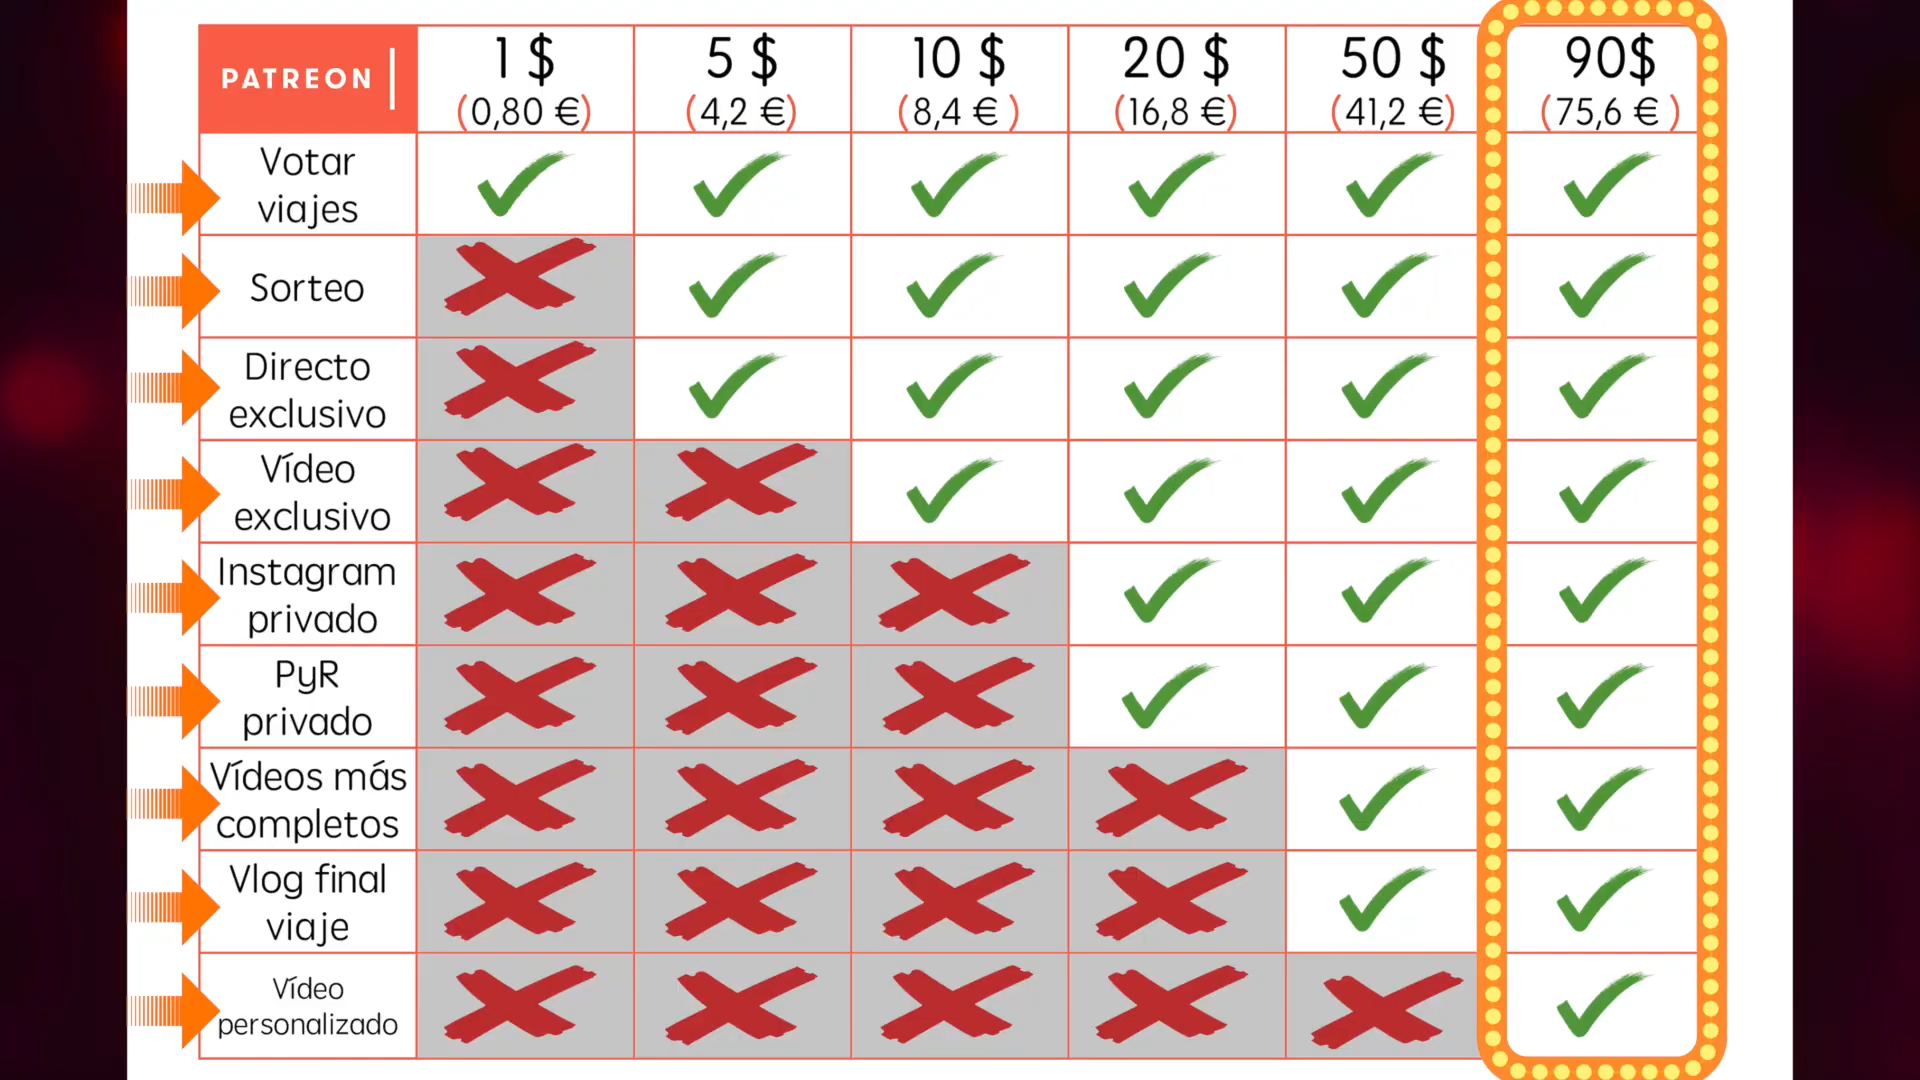 PATREON
1 $
5 $
10 $
20 $
50 $
90$
(0,80 €)
(4,2 €)
(8,4 € )
(16,8 €)
(41,2 €)
(75,6 € )
Votar
viajes
Sorteo
Directo
exclusivo
Vídeo
exclusivo
Instagram
privado
PyR
privado
Vídeos más
completos
Vlog final
viaje
Vídeo
personalizado